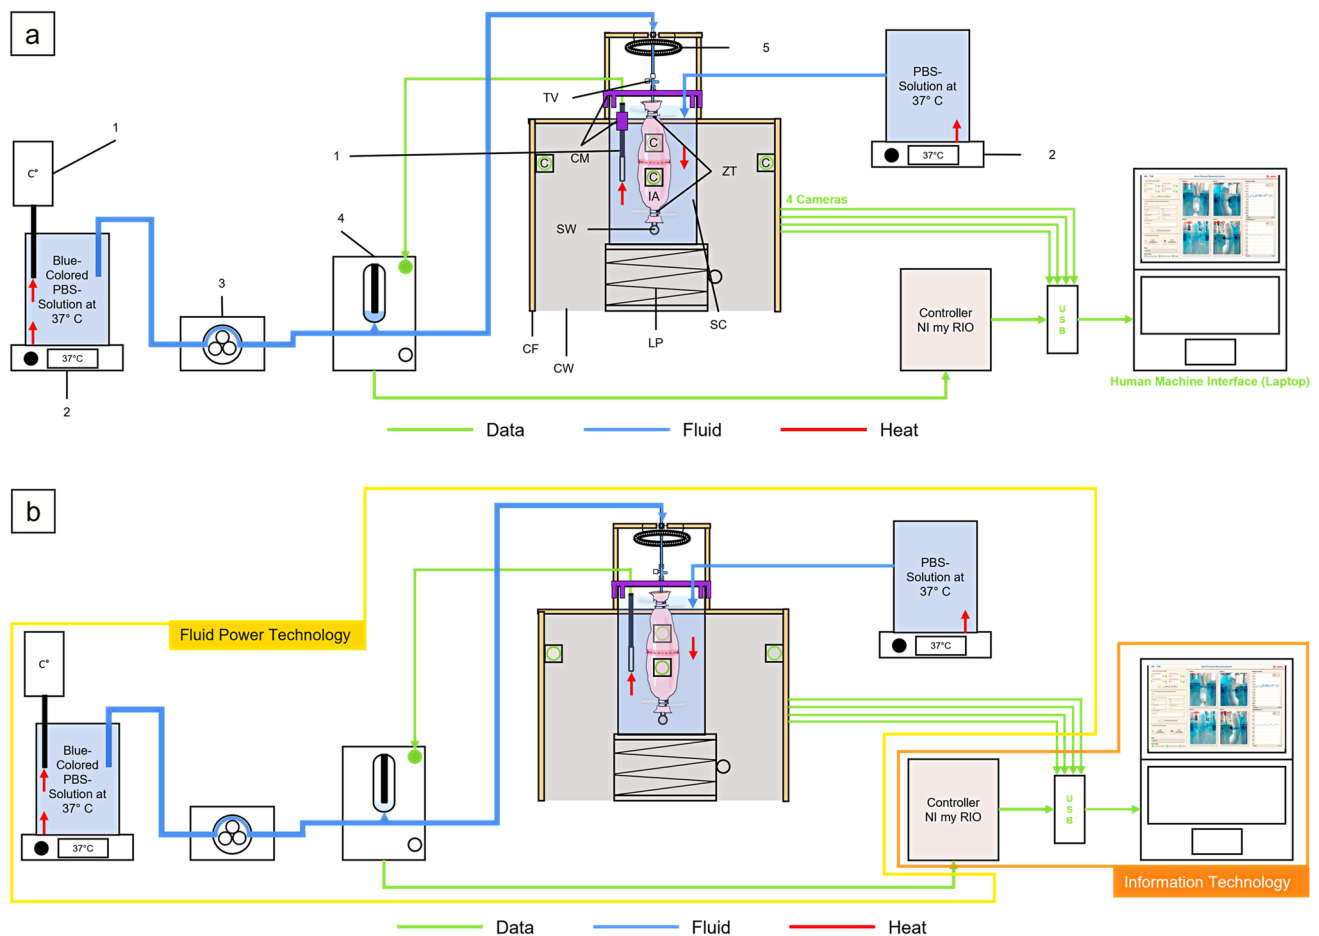 a
5
PBS-
Solution at
37° C
TV
1
C°
1
CM
C
C
C
C
ZT
IA
37°C
2
4 Cameras
SW
4
Blue-
Colored
PBS-
Solution at
37° C
3
SC
Controller
NI my RIO
U
S
B
37°C
CF
LP
CW
2
Human Machine Interface (Laptop)
Data
Fluid
Heat
b
Fluid Power Technology
PBS-
Solution at
37° C
37°C
C°
Blue-
Colored
PBS-
Solution at
37° C
37°C
Controller
NI my RIO
U
S
B
Information Technology
Data
Fluid
Heat